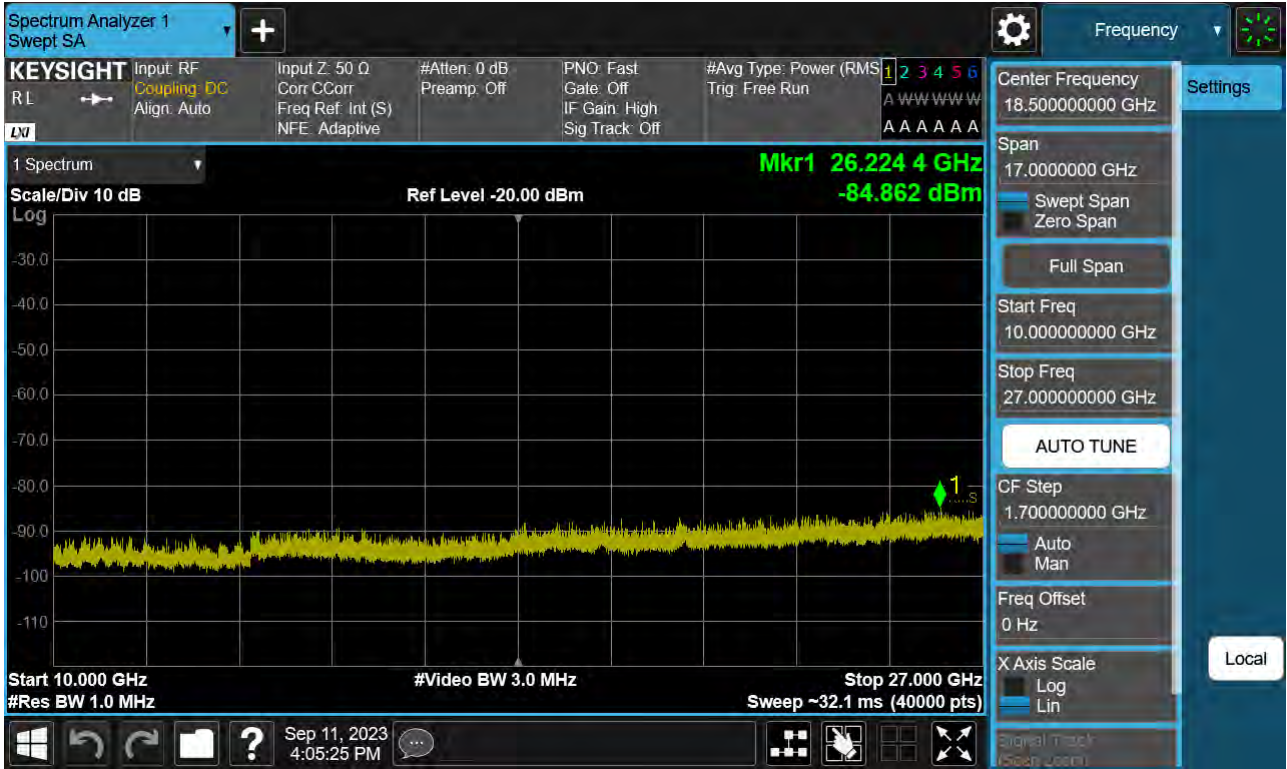 Spectrum Analyzer 1
Swept SA
Frequency
KEYSIGHT
R L
LXI
Input: RF
Coupling: DC
Align: Auto
Input Z: 50 Ω
Corr CCorr
Freq Ref: Int (S)
NFE: Adaptive
#Atten: 0 dB
Preamp: Off
PNO: Fast
Gate: Off
IF Gain: High
Sig Track: Off
#Avg Type: Power (RMS
Trig: Free Run
1 2 3 4 5 6
A W W W W W
A A A A A A
1 Spectrum
Scale/Div 10 dB
Log
Ref Level -20.00 dBm
Mkr1 26.224 4 GHz
-84.862 dBm
-30.0
-40.0
-50.0
-60.0
-70.0
-80.0
-90.0
-100
-110
1
Start 10.000 GHz
#Res BW 1.0 MHz
#Video BW 3.0 MHz
Stop 27.000 GHz
Sweep ~32.1 ms (40000 pts)
Center Frequency
18.500000000 GHz
Settings
Span
17.0000000 GHz
Swept Span
Zero Span
Full Span
Start Freq
10.000000000 GHz
Stop Freq
27.000000000 GHz
AUTO TUNE
CF Step
1.700000000 GHz
Auto
Man
Freq Offset
0 Hz
X Axis Scale
Log
Lin
Local
Signal Track
(Span Zoom)
?
Sep 11, 2023
4:05:25 PM